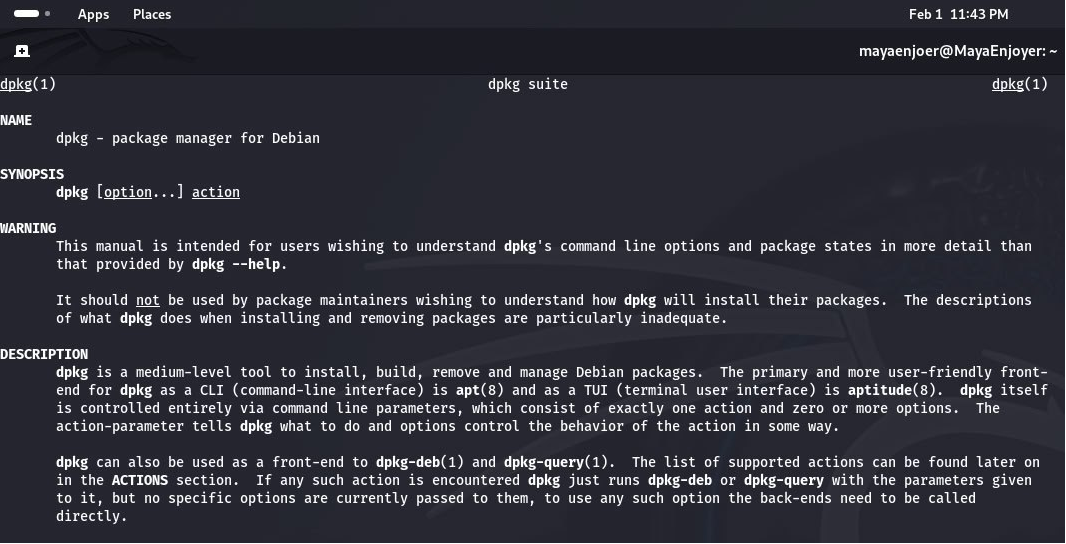 Apps Places Feb 1 11:43 PM
mayaenjoer@MayaEnjoyer: ~
dpkg(1) dpkg suite dpkg(1)
NAME
dpkg - package manager for Debian
SYNOPSIS
dpkg [option...] action
WARNING
This manual is intended for users wishing to understand dpkg's command line options and package states in more detail than
that provided by dpkg --help.
It should not be used by package maintainers wishing to understand how dpkg will install their packages. The descriptions
of what dpkg does when installing and removing packages are particularly inadequate.
DESCRIPTION
dpkg is a medium-level tool to install, build, remove and manage Debian packages. The primary and more user-friendly front-
end for dpkg as a CLI (command-line interface) is apt(8) and as a TUI (terminal user interface) is aptitude(8). dpkg itself
is controlled entirely via command line parameters, which consist of exactly one action and zero or more options. The
action-parameter tells dpkg what to do and options control the behavior of the action in some way.
dpkg can also be used as a front-end to dpkg-deb(1) and dpkg-query(1). The list of supported actions can be found later on
in the ACTIONS section. If any such action is encountered dpkg just runs dpkg-deb or dpkg-query with the parameters given
to it, but no specific options are currently passed to them, to use any such option the back-ends need to be called
directly.